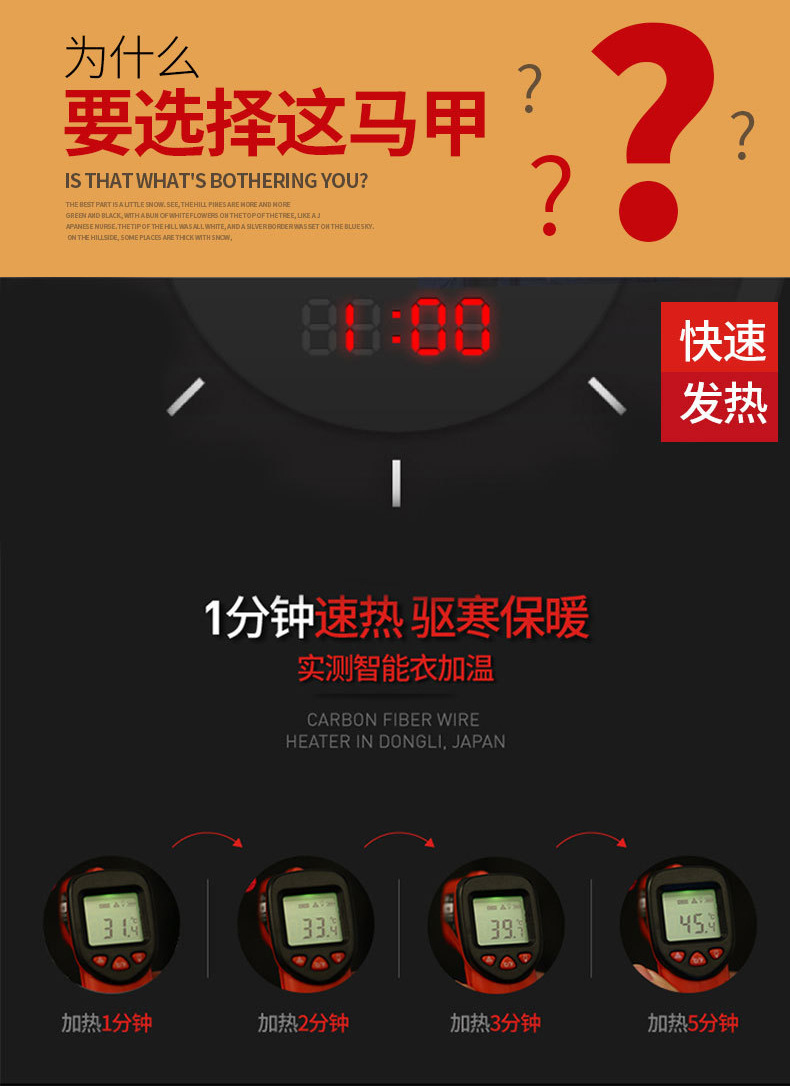 为什么
要选择这马甲
IS THAT WHAT'S BOTHERING YOU?
THE BEST PART IS A LITTLE SNOW. SEE, THE HILL PINES ARE MORE AND MORE
GREEN AND BLACK, WITH A BUN OF WHITE FLOWERS ON THE TOP OF THE TREE, LIKE A J
APANESE NURSE. THE TIP OF THE HILL WAS ALL WHITE, AND A SILVER BORDER WAS SET ON THE BLUE SKY.
ON THE HILLSIDE, SOME PLACES ARE THICK WITH SNOW,
? ? ? ?
1:00
快速
发热
1分钟速热 驱寒保暖
实测智能衣加温
CARBON FIBER WIRE
HEATER IN DONGLI, JAPAN
31.4 33.4 39.7 45.4
加热1分钟 加热2分钟 加热3分钟 加热5分钟